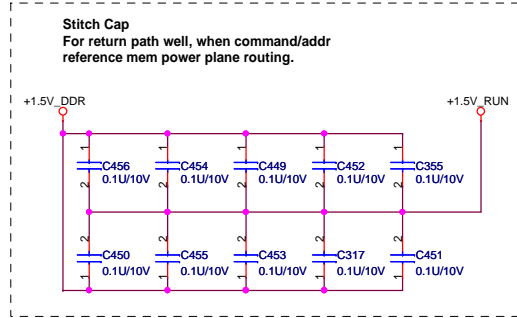 Stitch Cap
For return path well, when command/addr
reference mem power plane routing.
+1.5V_DDR
+1.5V_RUN
1 1 1 1 1
C456 C454 C449 C452 C355
0.1U/10V 0.1U/10V 0.1U/10V 0.1U/10V 0.1U/10V
2 2 2 2 2
2 2 2 2 2
C450 C455 C453 C317 C451
0.1U/10V 0.1U/10V 0.1U/10V 0.1U/10V 0.1U/10V
1 1 1 1 1